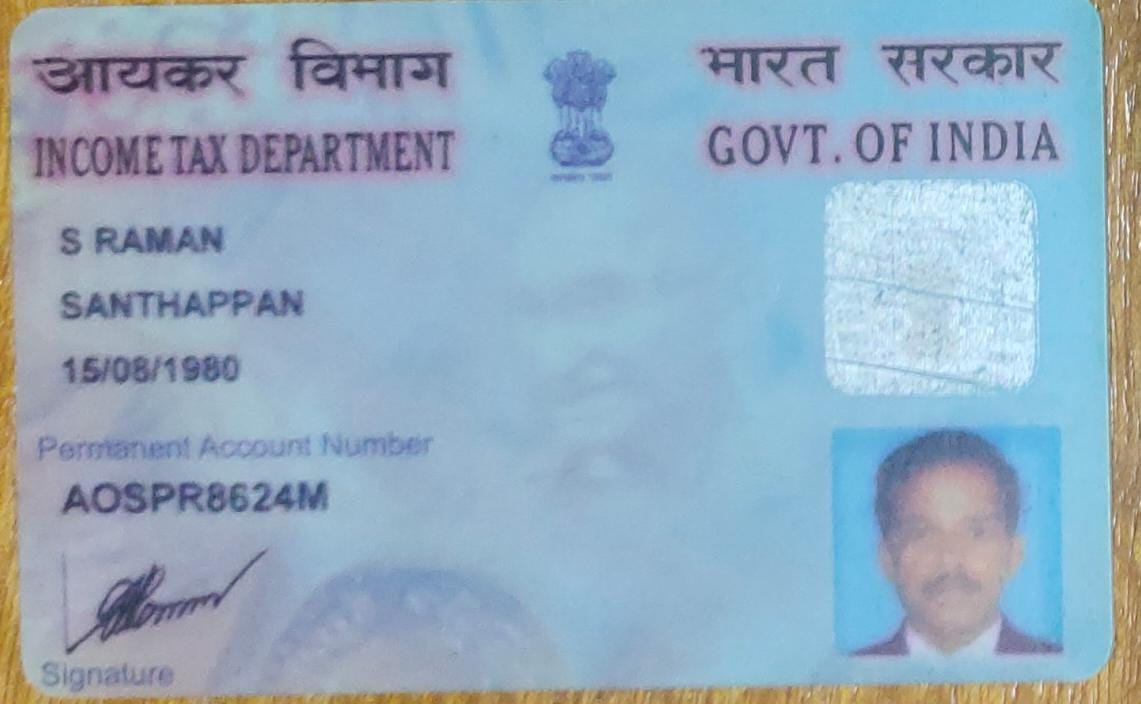 आयकर विभाग
INCOME TAX DEPARTMENT
भारत सरकार
GOVT. OF INDIA
S RAMAN
SANTHAPPAN
15/08/1980
Permanent Account Number
AOSPR8624M
Signature